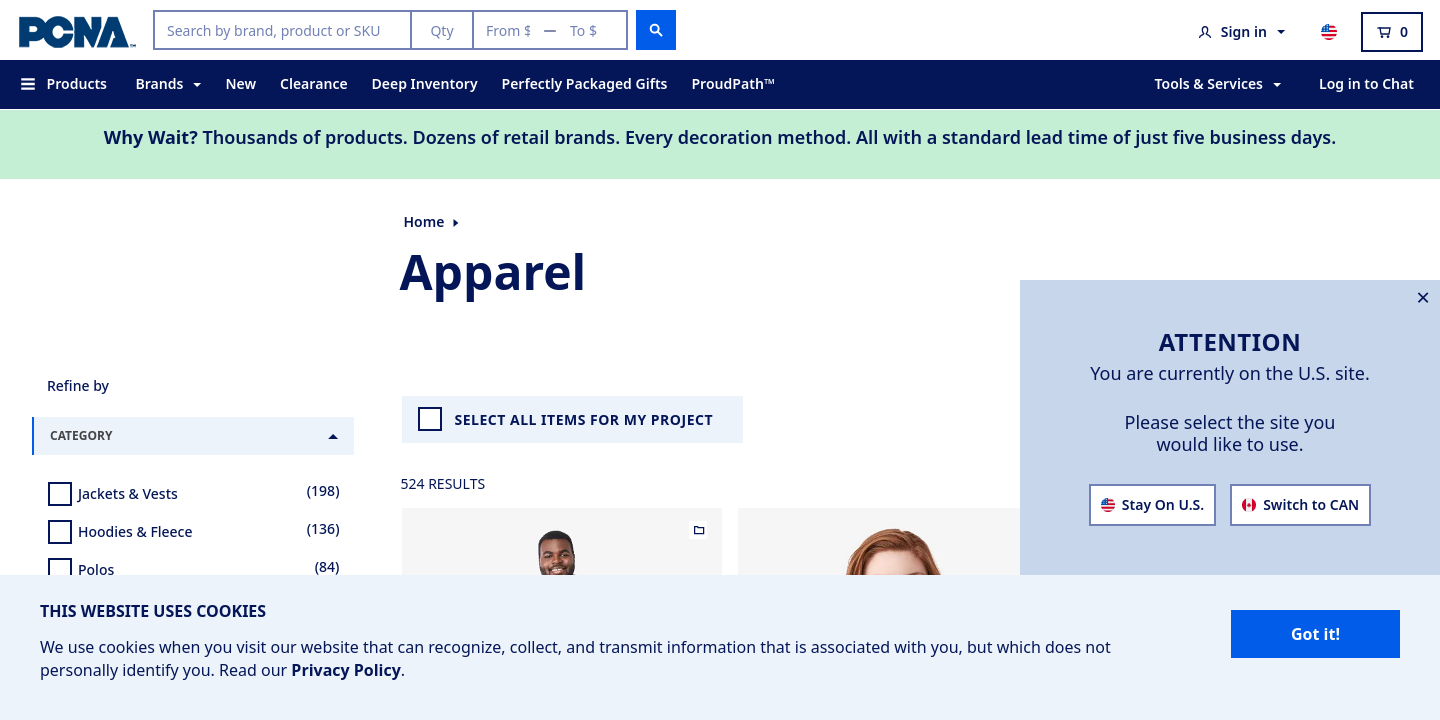 PCNA™
Search by brand, product or SKU
Qty
From $
To $
Sign in
0
Products
Brands
New
Clearance
Deep Inventory
Perfectly Packaged Gifts
ProudPath™
Tools & Services
Log in to Chat
Why Wait? Thousands of products. Dozens of retail brands. Every decoration method. All with a standard lead time of just five business days.
Home
Apparel
ATTENTION
You are currently on the U.S. site.
Please select the site you
would like to use.
Stay On U.S.
Switch to CAN
Refine by
CATEGORY
Jackets & Vests (198)
Hoodies & Fleece (136)
Polos (84)
SELECT ALL ITEMS FOR MY PROJECT
524 RESULTS
THIS WEBSITE USES COOKIES
We use cookies when you visit our website that can recognize, collect, and transmit information that is associated with you, but which does not
personally identify you. Read our Privacy Policy.
Got it!